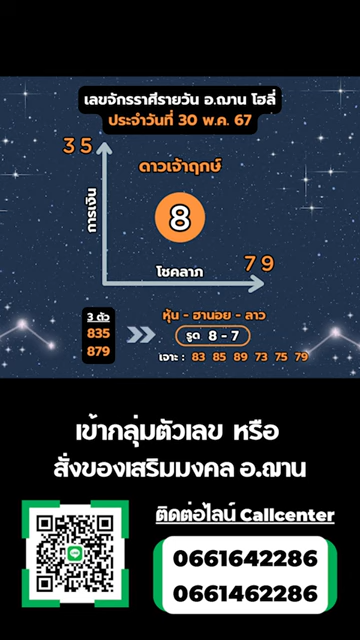 เลขจักรราศีรายวัน อ.ฌาน โฮลี่
ประจำวันที่ 30 พ.ค. 67
3 5
ดาวเจ้าฤกษ์
การเงิน
8
โชคลาภ
7 9
3 ตัว
835
879
หุ้น - ฮานอย - ลาว
รูด 8 - 7
เจาะ : 83 85 89 73 75 79
เข้ากลุ่มตัวเลข หรือ
สั่งของเสริมมงคล อ.ฌาน
ติดต่อไลน์ Callcenter
0661642286
0661462286